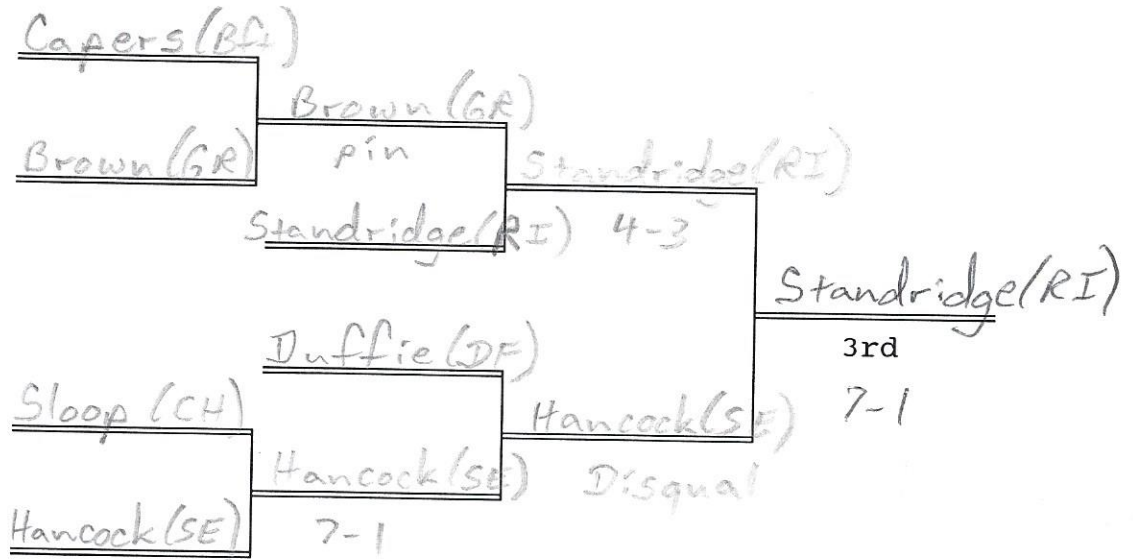 Capers (Bft)
Brown (GR)
Brown (GR)
pin
Standridge (RI)
Standridge (RI)
4-3
Standridge (RI)
3rd
7-1
Duffie (DF)
Sloop (CH)
Hancock (SE)
Disqual
Hancock (SE)
7-1
Hancock (SE)